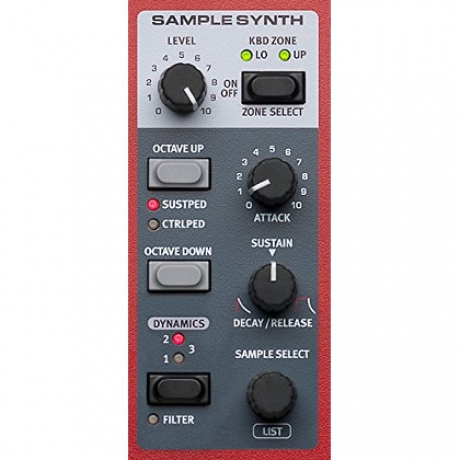 SAMPLE SYNTH
LEVEL
KBD ZONE
LO UP
0 1 2 3 4 5 6 7 8 9 10
ON
OFF
ZONE SELECT
OCTAVE UP
0 1 2 3 4 5 6 7 8 9 10
ATTACK
SUSTPED
CTRLPED
SUSTAIN
OCTAVE DOWN
DECAY/RELEASE
DYNAMICS
2
3
1
SAMPLE SELECT
FILTER
LIST